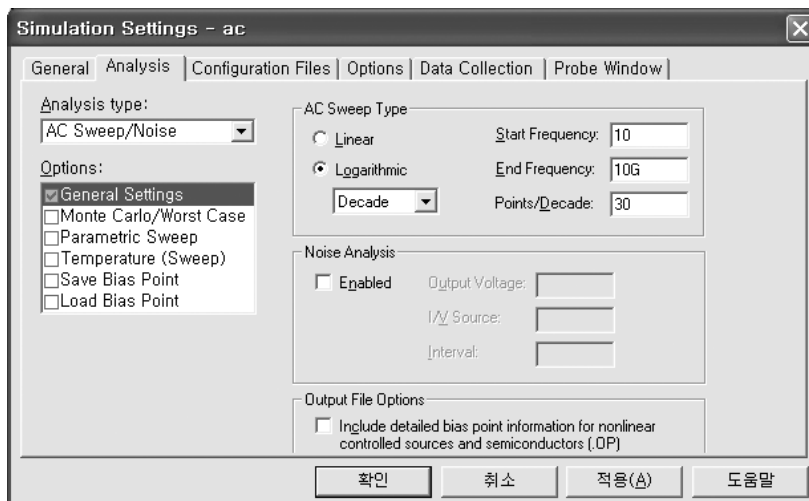 Simulation Settings - ac
General Analysis Configuration Files Options Data Collection Probe Window
Analysis type:
AC Sweep/Noise
Options:
General Settings
Monte Carlo/Worst Case
Parametric Sweep
Temperature (Sweep)
Save Bias Point
Load Bias Point
AC Sweep Type
Linear
Logarithmic
Decade
Start Frequency: 10
End Frequency: 10G
Points/Decade: 30
Noise Analysis
Enabled
Output Voltage:
I/V Source:
Interval:
Output File Options
Include detailed bias point information for nonlinear
controlled sources and semiconductors (.OP)
확인 취소 적용(A) 도움말